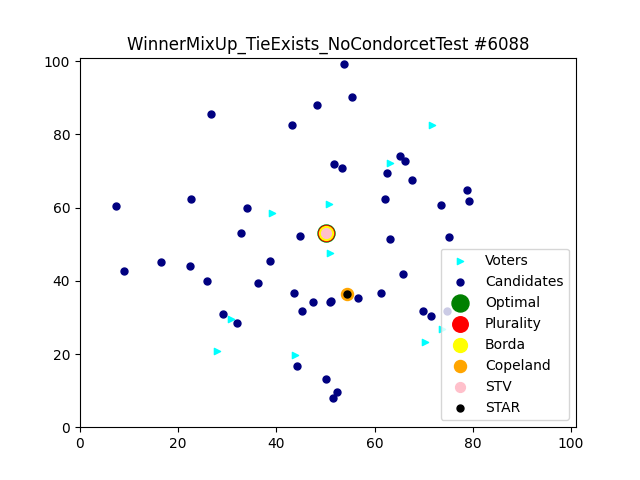 WinnerMixUp_TieExists_NoCondorcetTest #6088
100
80
60
40
20
0
Voters
Candidates
Optimal
Plurality
Borda
Copeland
STV
STAR
0
20
40
60
80
100